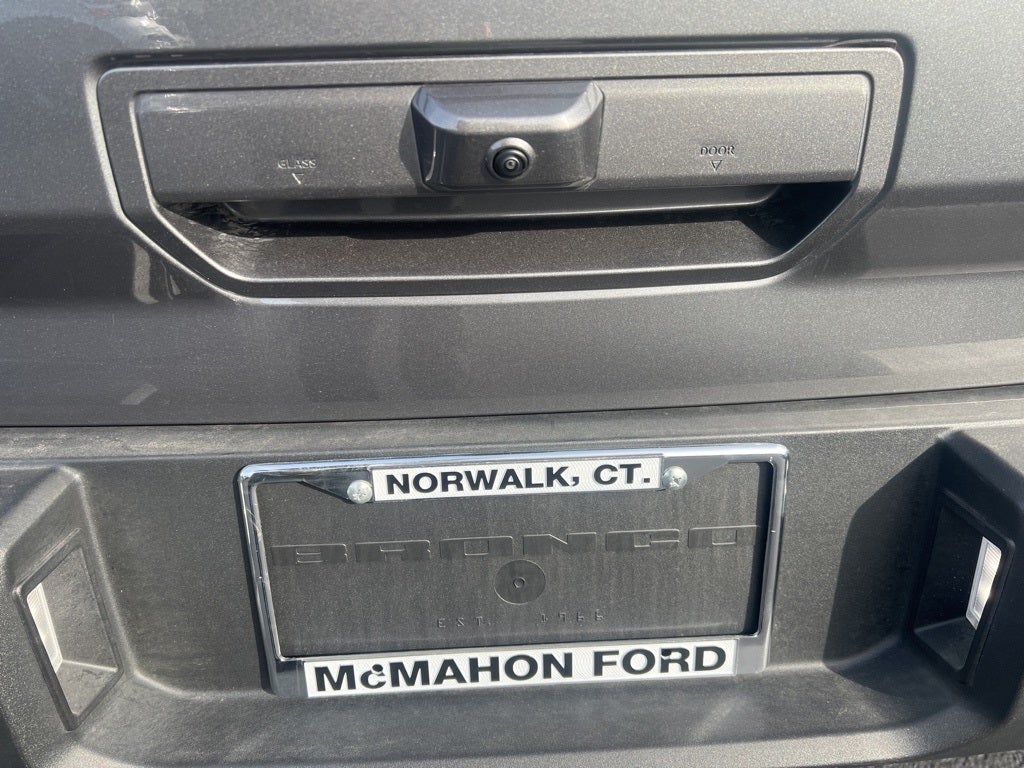 GLASS
DOOR
NORWALK, CT.
BRONCO
EST. 1966
McMAHON FORD